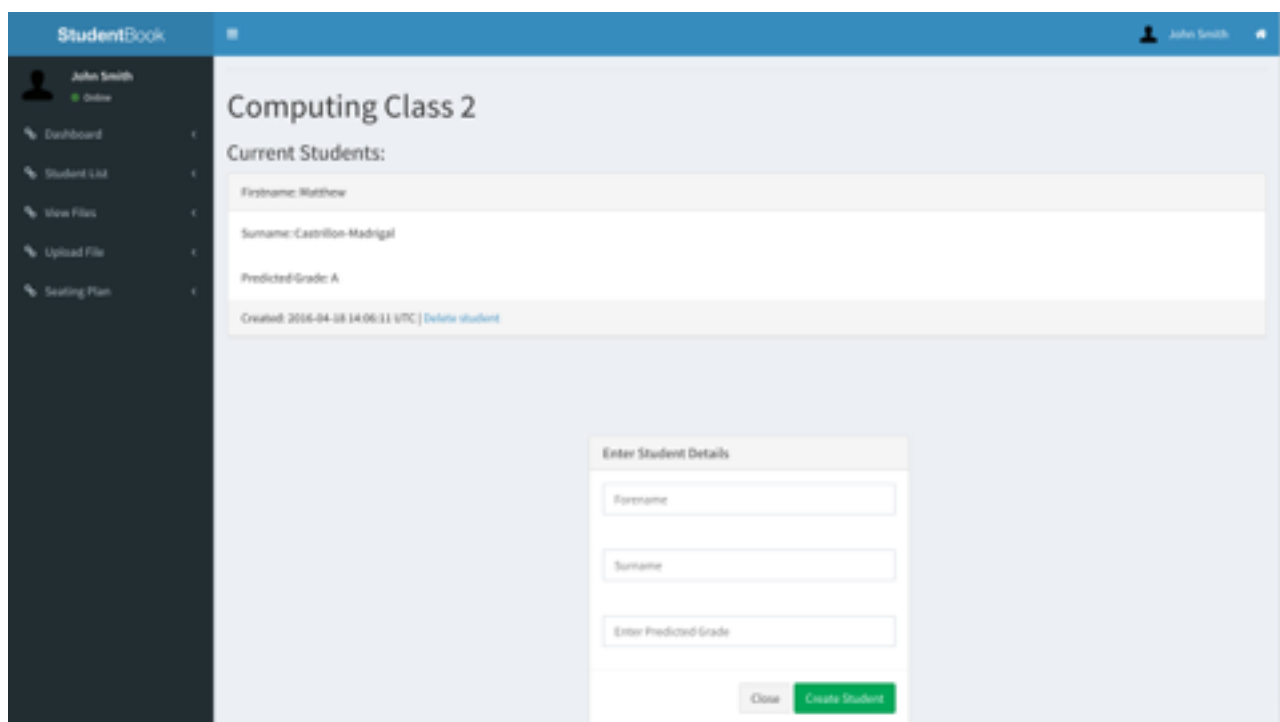 StudentBook
John Smith
John Smith
Online
Dashboard
Student List
View Files
Upload File
Seating Plan
Computing Class 2
Current Students:
Firstname: Matthew
Surname: Castrillon-Madrigal
Predicted Grade: A
Created: 2016-04-18 14:06:11 UTC | Delete student
Enter Student Details
Forename
Surname
Enter Predicted Grade
Close
Create Student